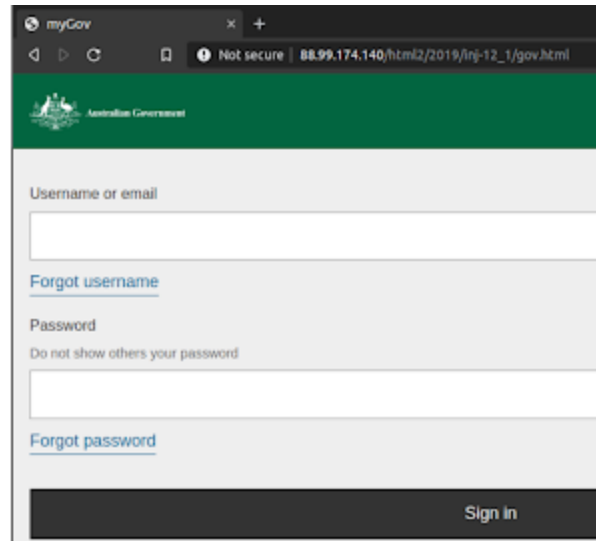 myGov
Not secure | 88.99.174.140/html2/2019/inj-12_1/gov.html
Australian Government
Username or email
Forgot username
Password
Do not show others your password
Forgot password
Sign in